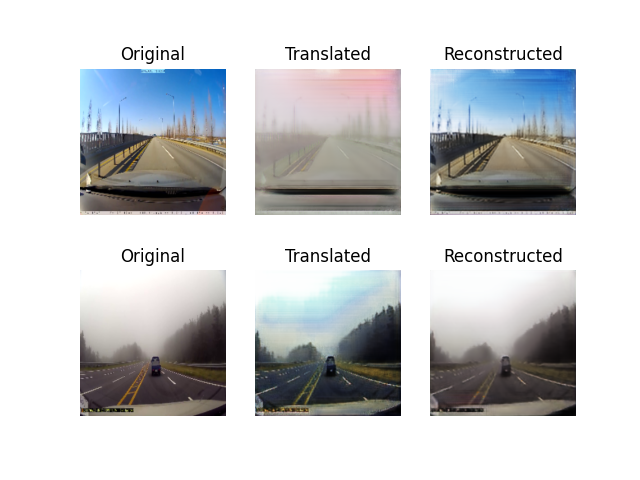 Original
Translated
Reconstructed
Original
Translated
Reconstructed